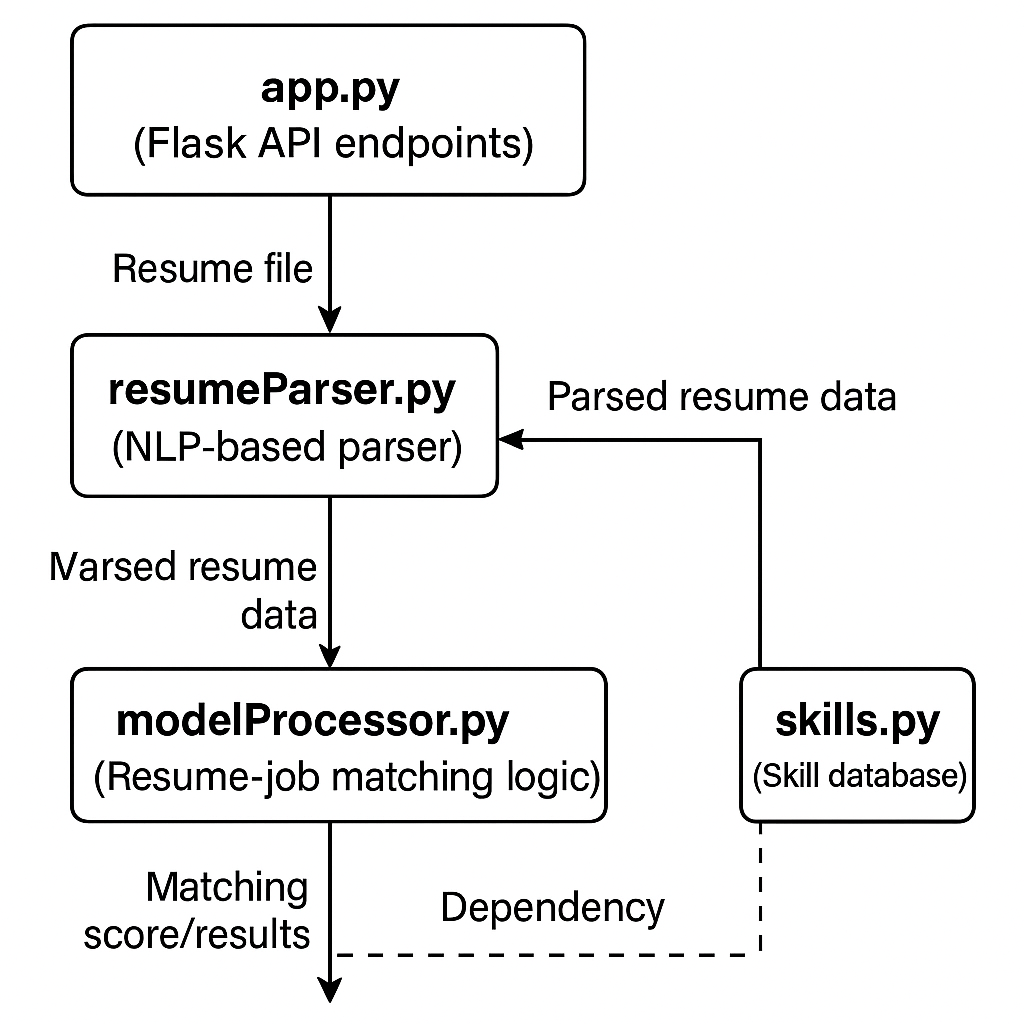 app.py
(Flask API endpoints)
Resume file
resumeParser.py
(NLP-based parser)
Parsed resume data
Marsed resume
data
modelProcessor.py
(Resume-job matching logic)
skills.py
(Skill database)
Matching
score/results
Dependency